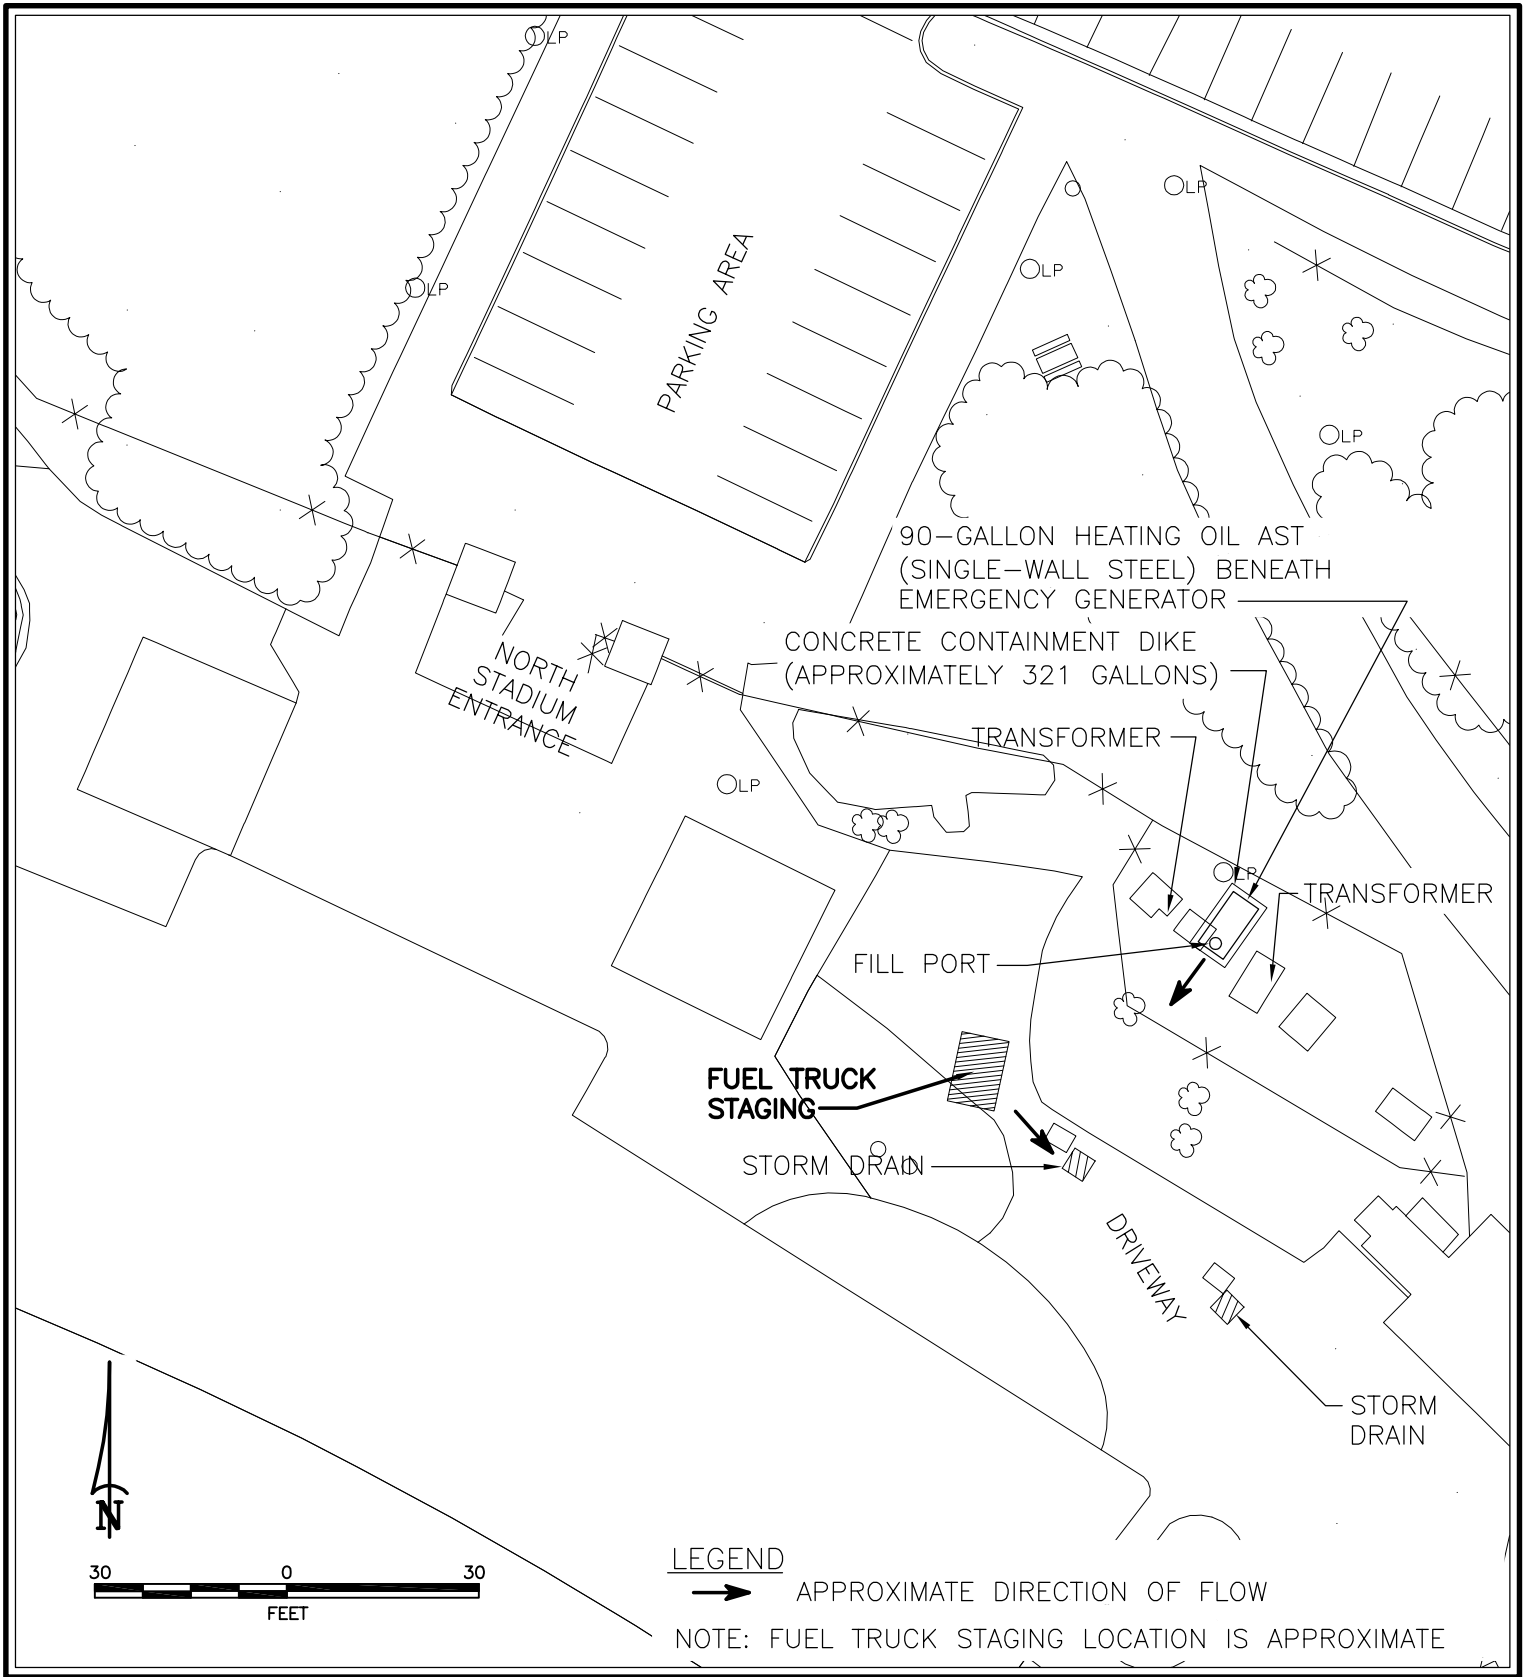 LP
LP
LP
LP
LP
PARKING AREA
90-GALLON HEATING OIL AST
(SINGLE-WALL STEEL) BENEATH
EMERGENCY GENERATOR
CONCRETE CONTAINMENT DIKE
(APPROXIMATELY 321 GALLONS)
NORTH
STADIUM
ENTRANCE
TRANSFORMER
LP
LP
TRANSFORMER
FILL PORT
FUEL TRUCK
STAGING
STORM DRAIN
DRIVEWAY
STORM
DRAIN
N
30 0 30
FEET
LEGEND
APPROXIMATE DIRECTION OF FLOW
NOTE: FUEL TRUCK STAGING LOCATION IS APPROXIMATE